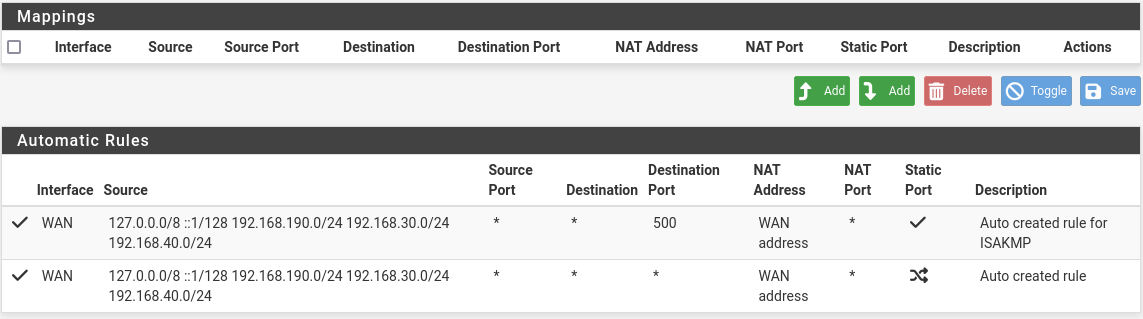 Mappings
Interface Source Source Port Destination Destination Port NAT Address NAT Port Static Port Description Actions
Add Add Delete Toggle Save
Automatic Rules
Source Destination NAT NAT Static
Interface Source Port Destination Port Address Port Port Description
WAN 127.0.0.0/8 ::1/128 192.168.190.0/24 192.168.30.0/24 * * 500 WAN * Auto created rule for
192.168.40.0/24 address ISAKMP
WAN 127.0.0.0/8 ::1/128 192.168.190.0/24 192.168.30.0/24 * * * WAN * Auto created rule
192.168.40.0/24 address